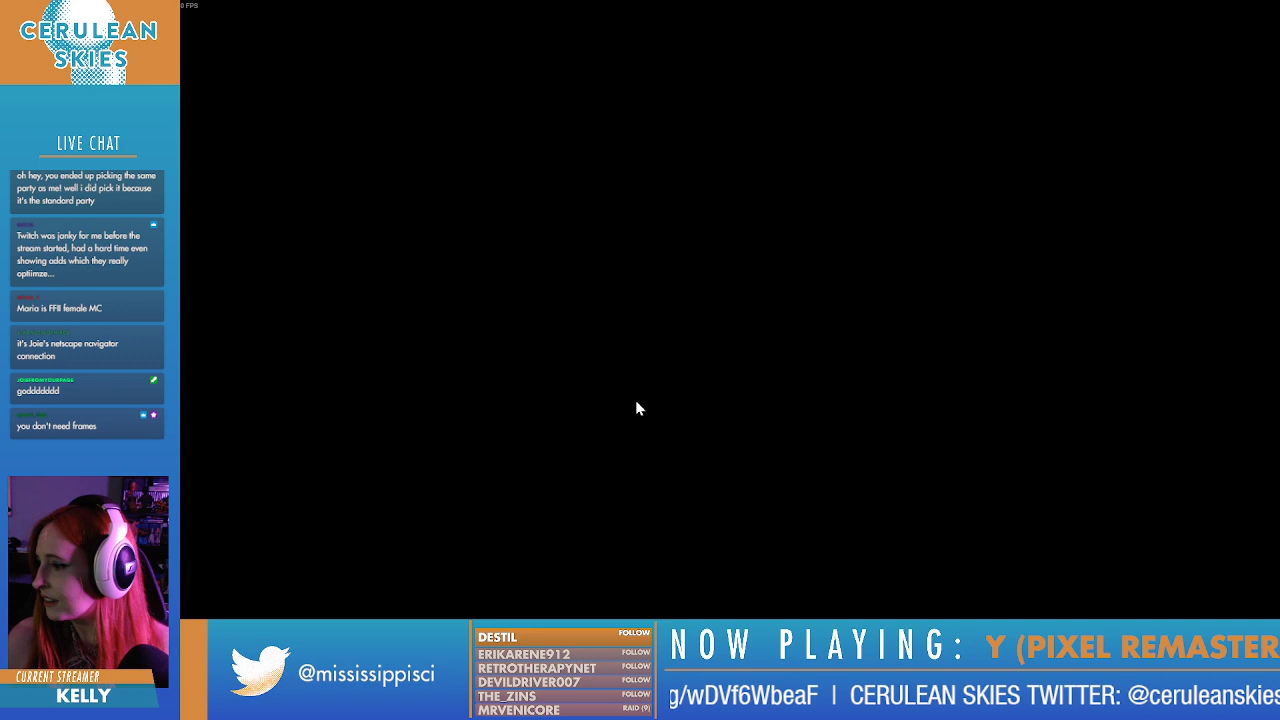 0 FPS
CERULEAN
SKIES
LIVE CHAT
oh hey, you ended up picking the same
party as me! well i did pick it because
it's the standard party
Twitch was janky for me before the
stream started, had a hard time even
showing adds which they really
optiimze...
Maria is FFII female MC
it's Joie's netscape navigator
connection
JOIEFROMYOURPAGE
goddddddd
you don't need frames
CURRENT STREAMER
KELLY
@mississippisci
DESTIL FOLLOW
ERIKARENE912 FOLLOW
RETROTHERAPYNET FOLLOW
DEVILDRIVER007 FOLLOW
THE_ZINS FOLLOW
MRVENICORE RAID (9)
NOW PLAYING: Y (PIXEL REMASTER
g/wDVf6WbeaF | CERULEAN SKIES TWITTER: @ceruleanskies